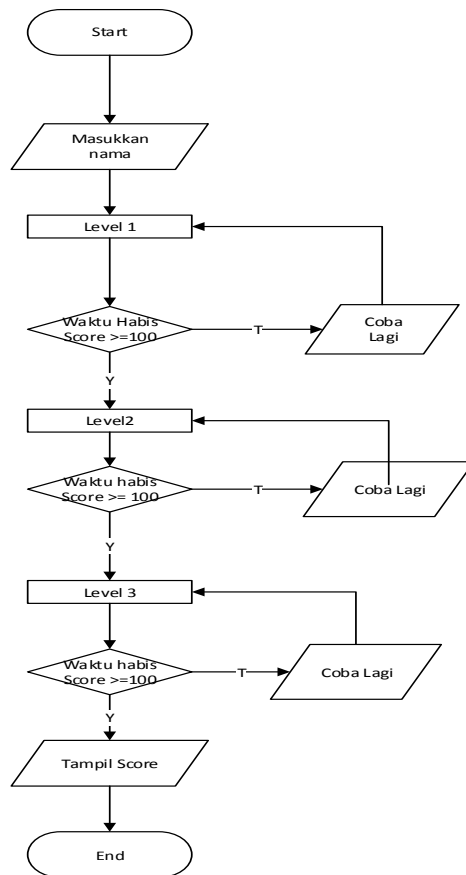 Start
Masukkan
nama
Level 1
Waktu Habis
Score >=100
T
Coba
Lagi
Y
Level2
Waktu habis
Score >= 100
T
Coba Lagi
Y
Level 3
Waktu habis
Score >=100
T
Coba Lagi
Y
Tampil Score
End